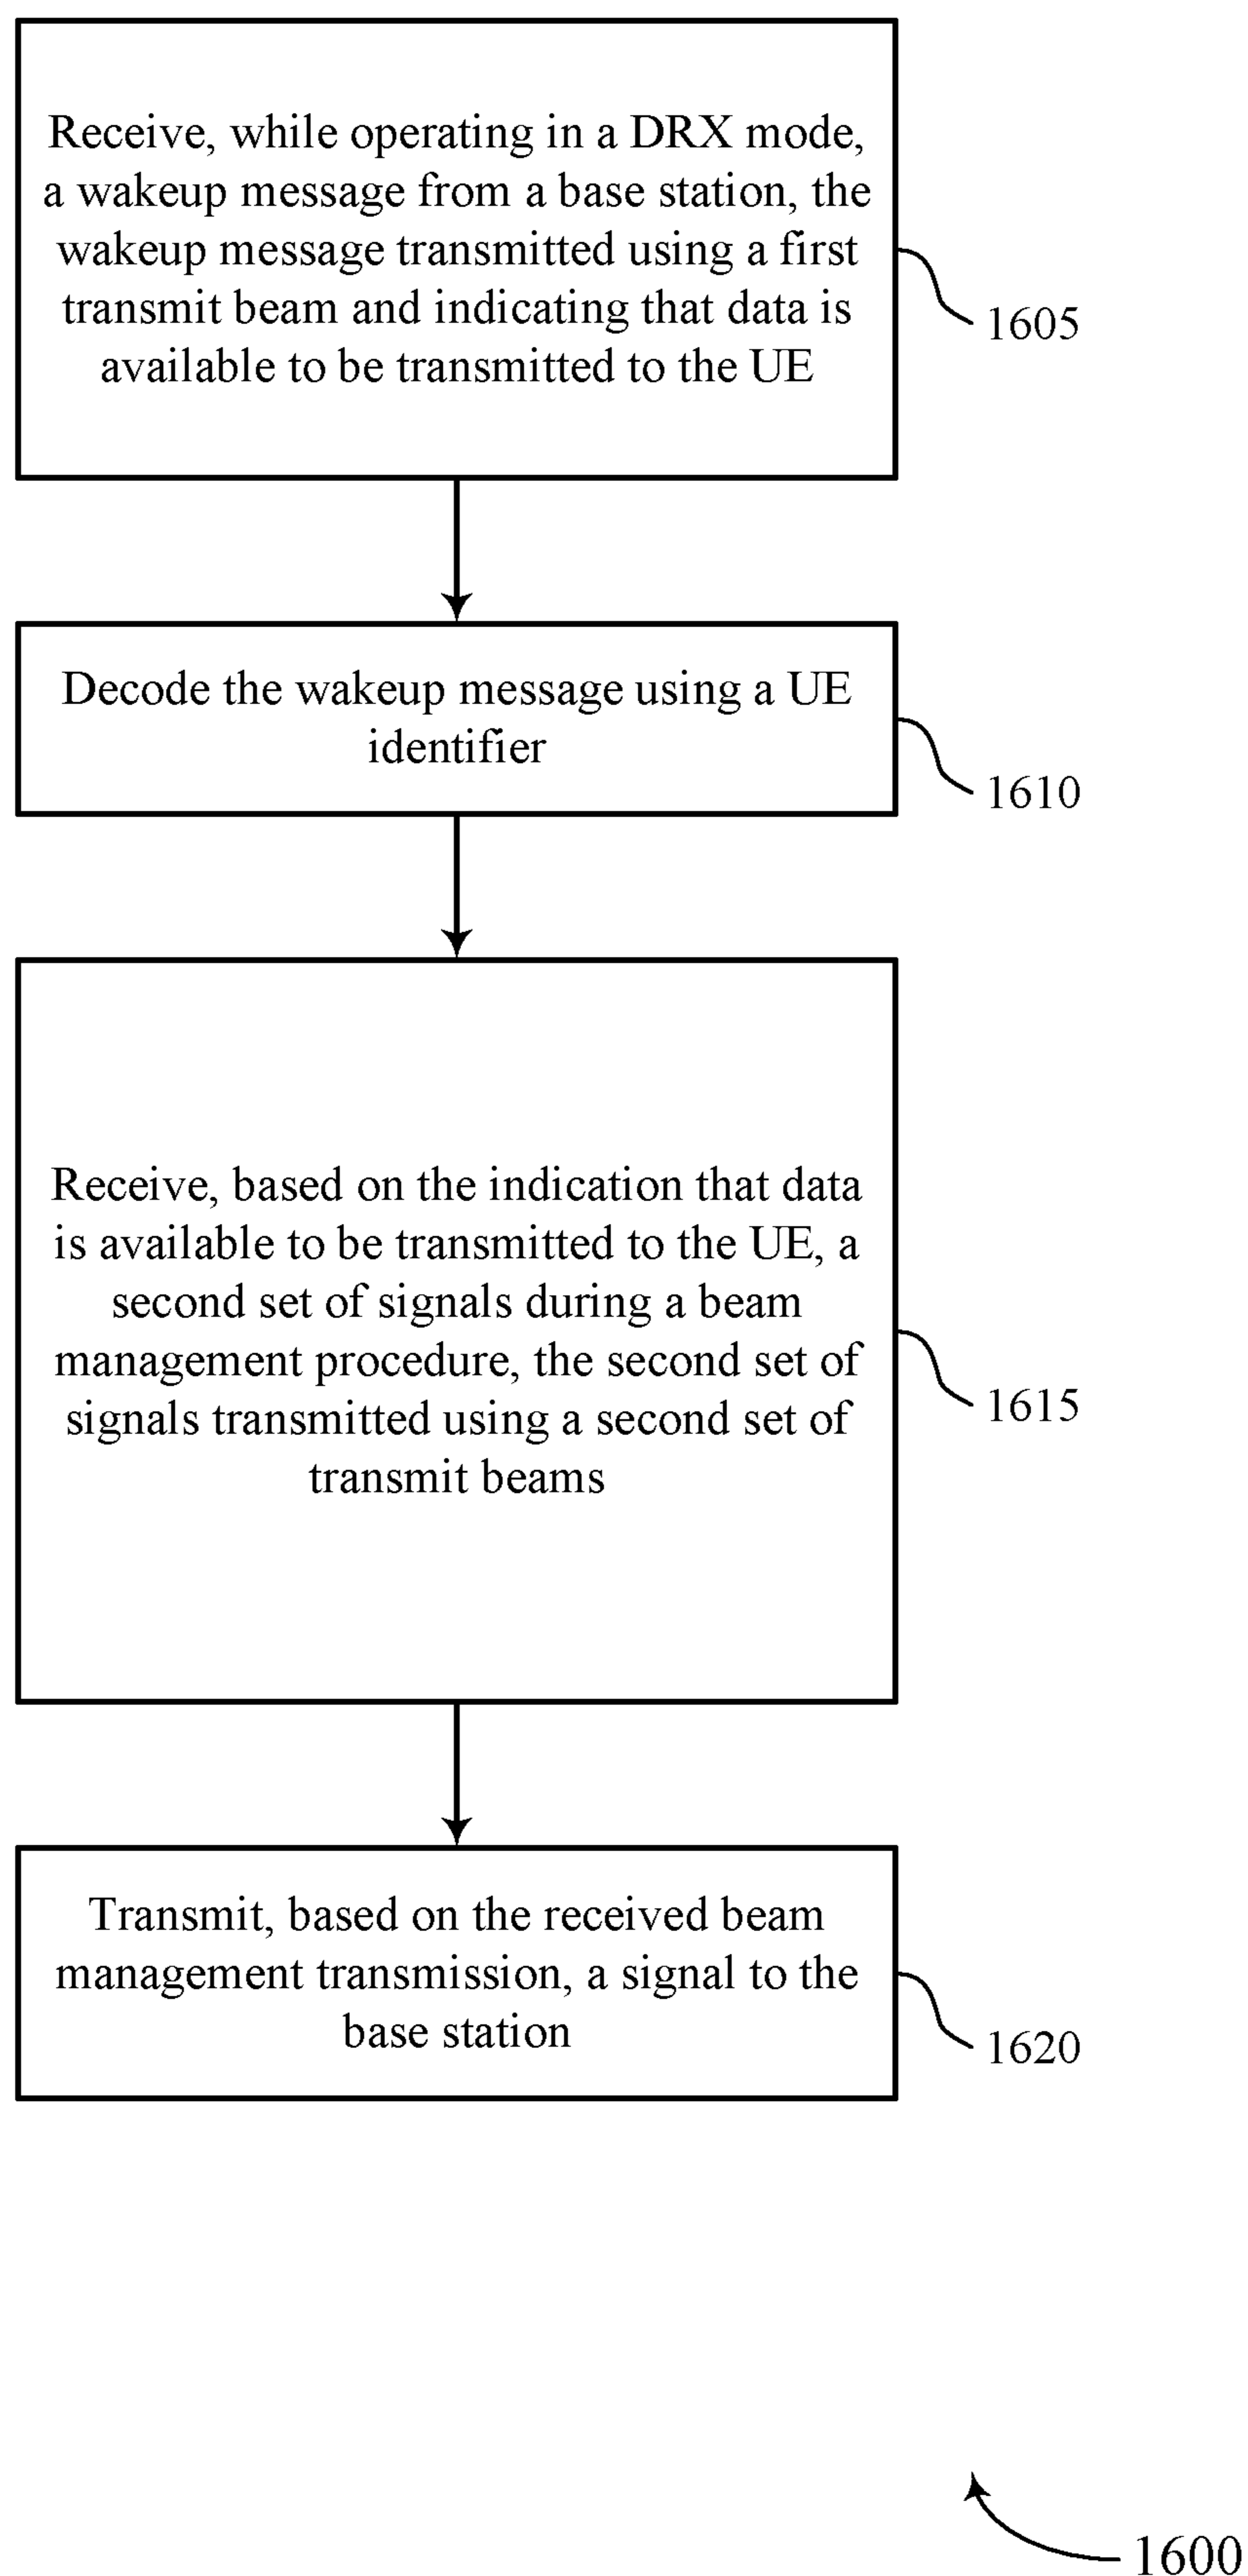 Receive, while operating in a DRX mode,
a wakeup message from a base station, the
wakeup message transmitted using a first
transmit beam and indicating that data is
available to be transmitted to the UE
1605
Decode the wakeup message using a UE
identifier
1610
Receive, based on the indication that data
is available to be transmitted to the UE, a
second set of signals during a beam
management procedure, the second set of
signals transmitted using a second set of
transmit beams
1615
Transmit, based on the received beam
management transmission, a signal to the
base station
1620
1600